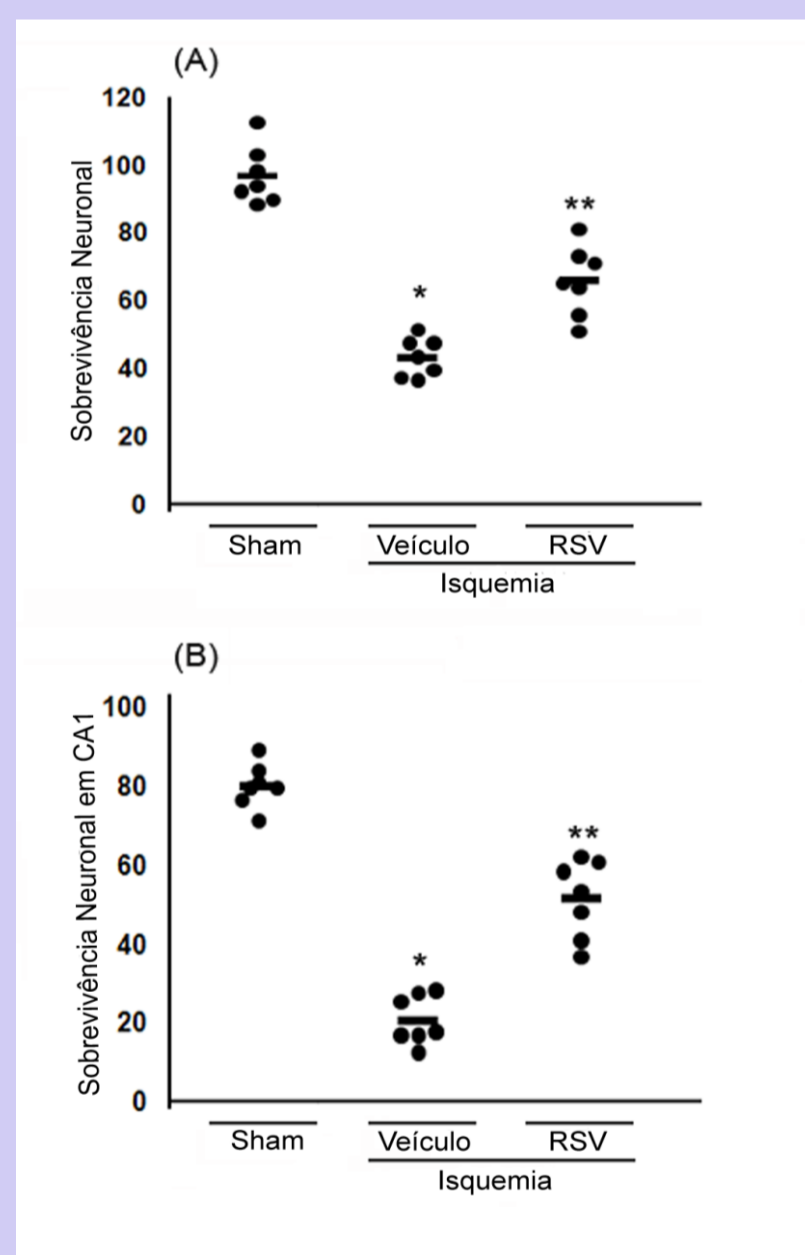 (A)
Sobrevivência Neuronal
120
100
80
60
40
20
0
*
**
Sham Veículo RSV
Isquemia
(B)
Sobrevivência Neuronal em CA1
100
80
60
40
20
0
*
**
Sham Veículo RSV
Isquemia